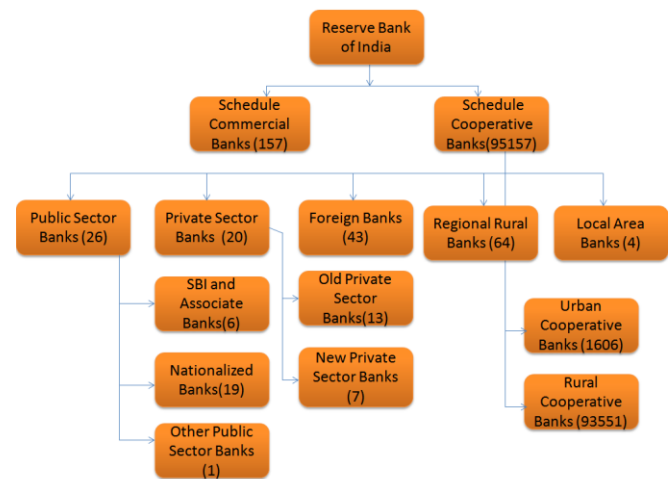 Reserve Bank
of India
Schedule
Commercial
Banks (157)
Schedule
Cooperative
Banks(95157)
Public Sector
Banks (26)
Private Sector
Banks (20)
Foreign Banks
(43)
Regional Rural
Banks (64)
Local Area
Banks (4)
SBI and
Associate
Banks(6)
Old Private
Sector
Banks(13)
Urban
Cooperative
Banks (1606)
Nationalized
Banks(19)
New Private
Sector Banks
(7)
Rural
Cooperative
Banks (93551)
Other Public
Sector Banks
(1)